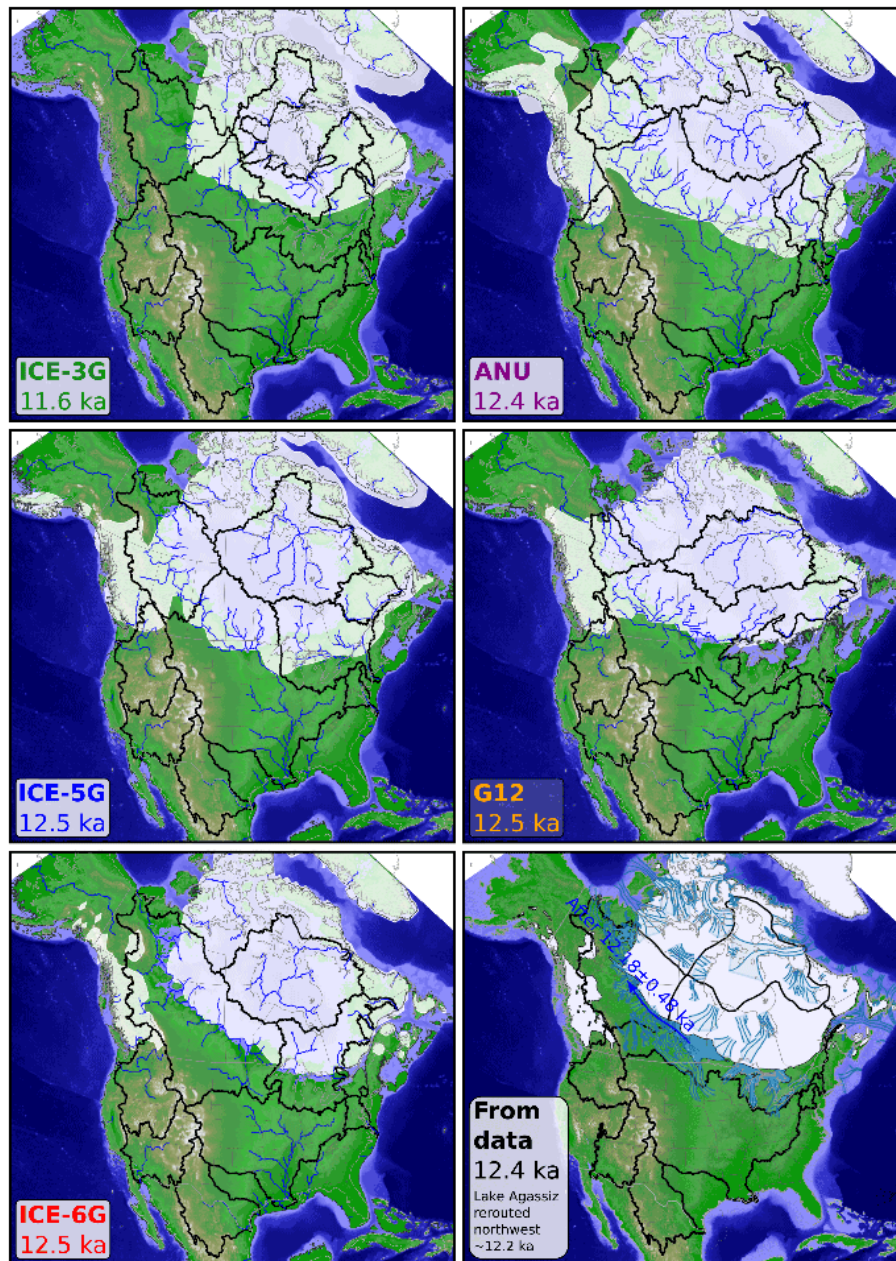 ICE-3G
11.6 ka
ANU
12.4 ka
ICE-5G
12.5 ka
G12
12.5 ka
ICE-6G
12.5 ka
After 12.18±0.48 ka
From
data
12.4 ka
Lake Agassiz
rerouted
northwest
~12.2 ka